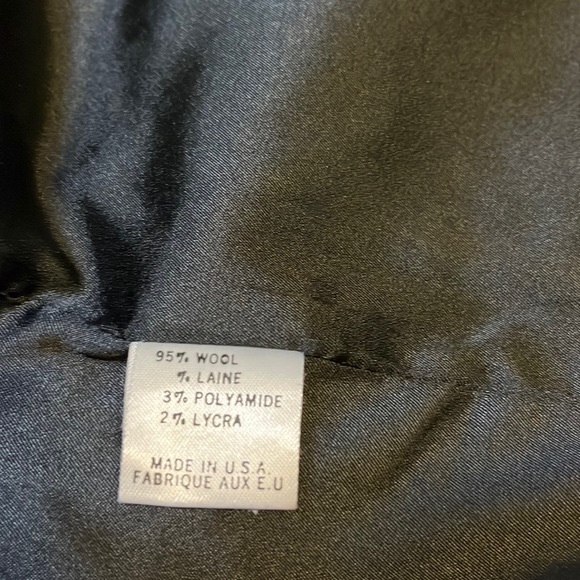 95% WOOL
% LAINE
3% POLYAMIDE
2% LYCRA
MADE IN U.S.A.
FABRIQUE AUX E.U